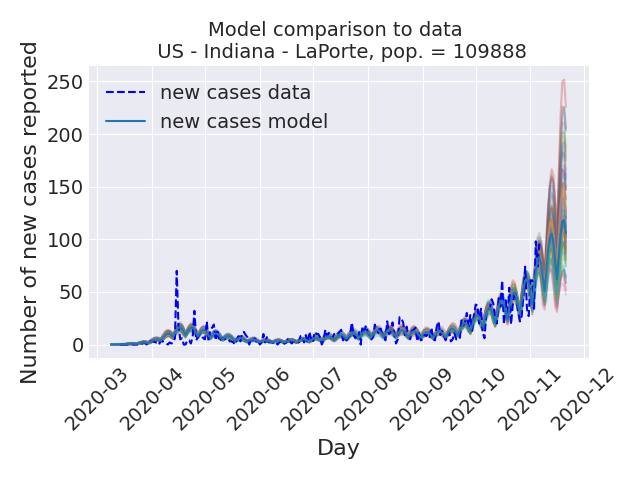 Model comparison to data
US - Indiana - LaPorte, pop. = 109888
Number of new cases reported
250
200
150
100
50
0
new cases data
new cases model
2020-03
2020-04
2020-05
2020-06
2020-07
2020-08
2020-09
2020-10
2020-11
2020-12
Day